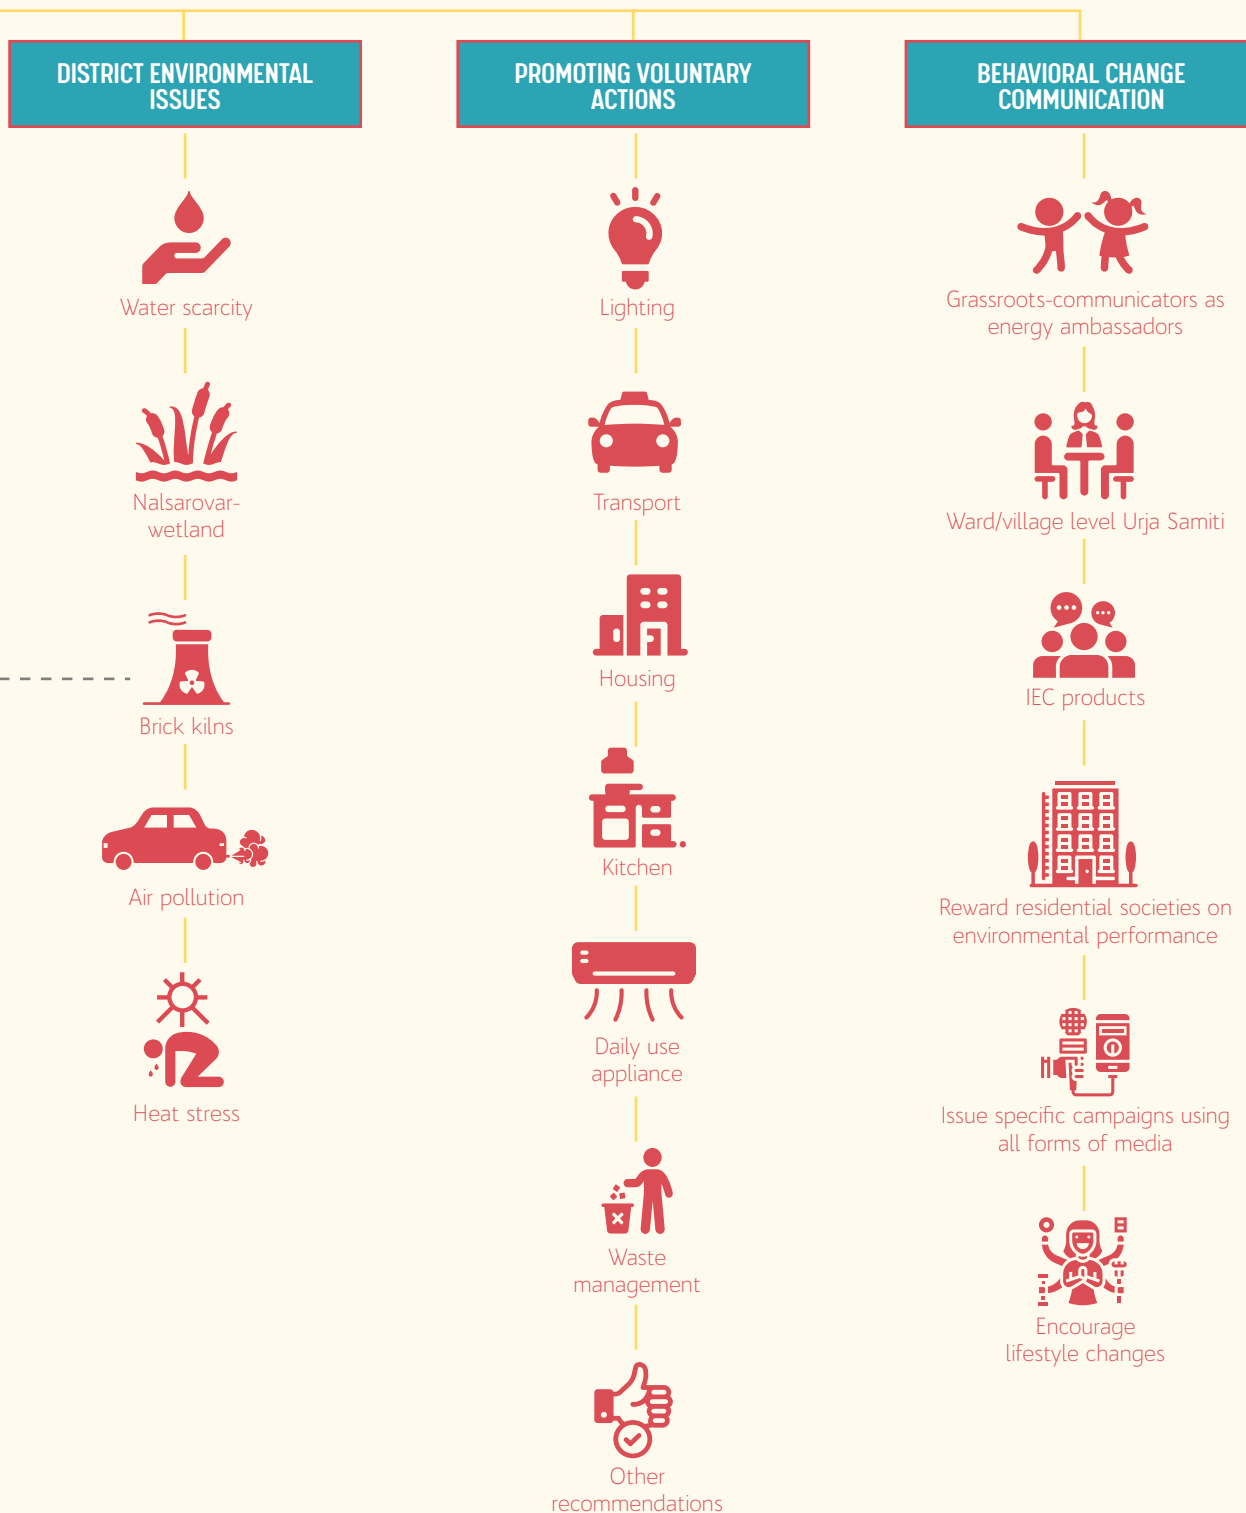 DISTRICT ENVIRONMENTAL
ISSUES
Water scarcity
Nalsarovar-
wetland
Brick kilns
Air pollution
Heat stress
PROMOTING VOLUNTARY
ACTIONS
Lighting
Transport
Housing
Kitchen
Daily use
appliance
Waste
management
Other
recommendations
BEHAVIORAL CHANGE
COMMUNICATION
Grassroots-communicators as
energy ambassadors
Ward/village level Urja Samiti
IEC products
Reward residential societies on
environmental performance
Issue specific campaigns using
all forms of media
Encourage
lifestyle changes